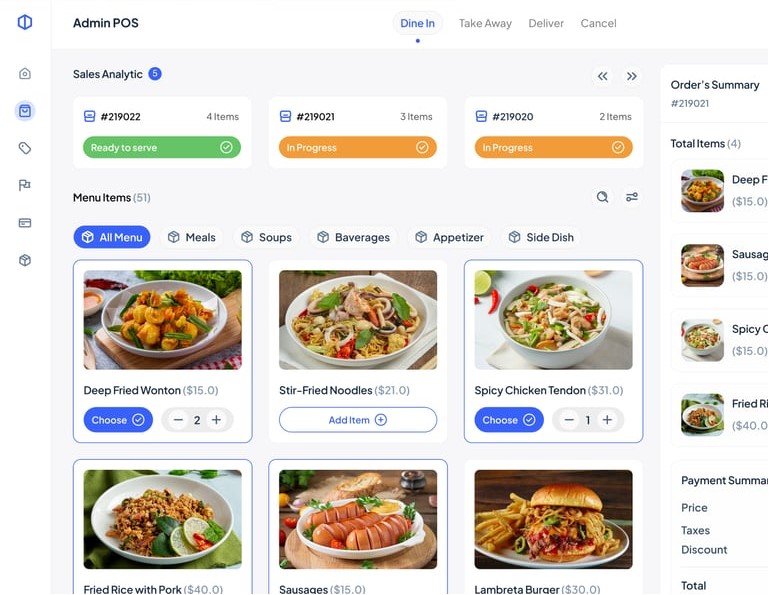 Admin POS
Dine In
Take Away
Deliver
Cancel
Sales Analytic 5
#219022 4 Items
Ready to serve
#219021 3 Items
In Progress
#219020 2 Items
In Progress
Menu Items (51)
All Menu
Meals
Soups
Baverages
Appetizer
Side Dish
Deep Fried Wonton ($15.0)
Choose
2
Stir-Fried Noodles ($21.0)
Add Item
Spicy Chicken Tendon ($31.0)
Choose
1
Fried Rice with Pork ($40.0)
Sausages ($15.0)
Lambreta Burger ($30.0)
Order's Summary
#219021
Total Items (4)
Deep F
($15.0)
Sausag
($15.0)
Spicy C
($15.0)
Fried Ri
($40.0
Payment Summa
Price
Taxes
Discount
Total